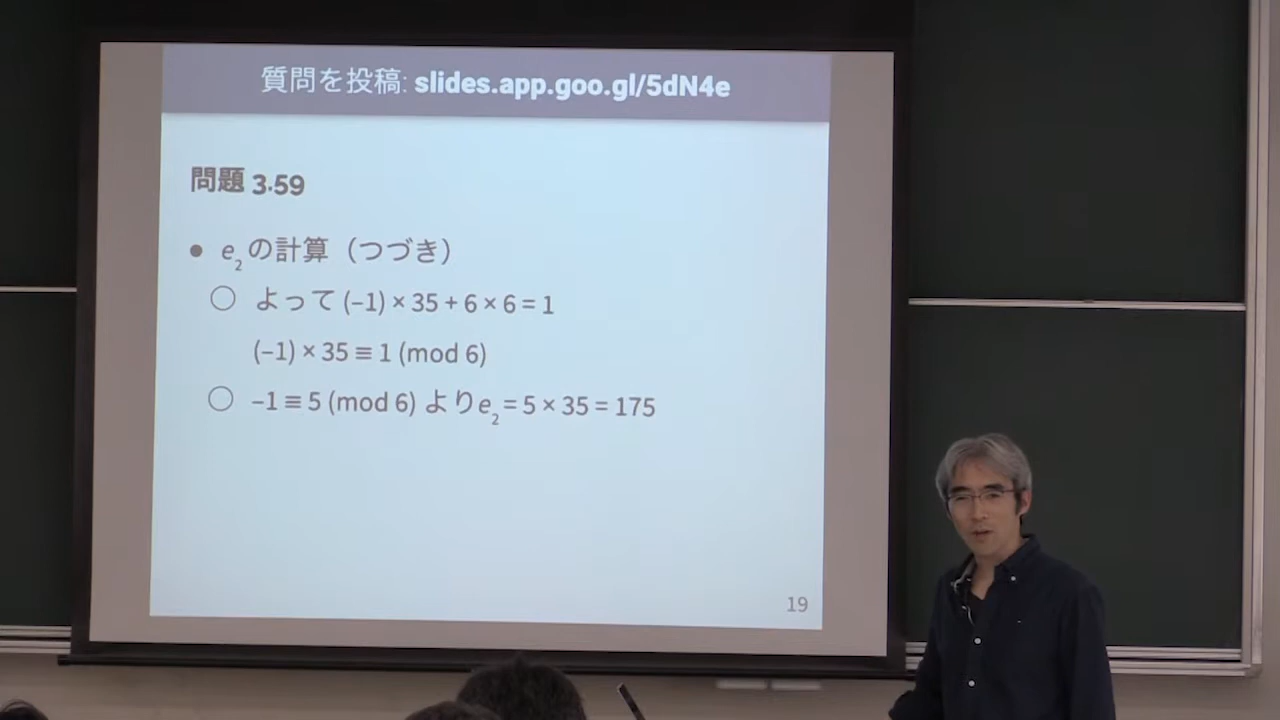 質問を投稿: slides.app.goo.gl/5dN4e
問題 3.59
● e₂の計算（つづき）
○ よって (−1) × 35 + 6 × 6 = 1
(−1) × 35 ≡ 1 (mod 6)
○ −1 ≡ 5 (mod 6) より e₂ = 5 × 35 = 175
19